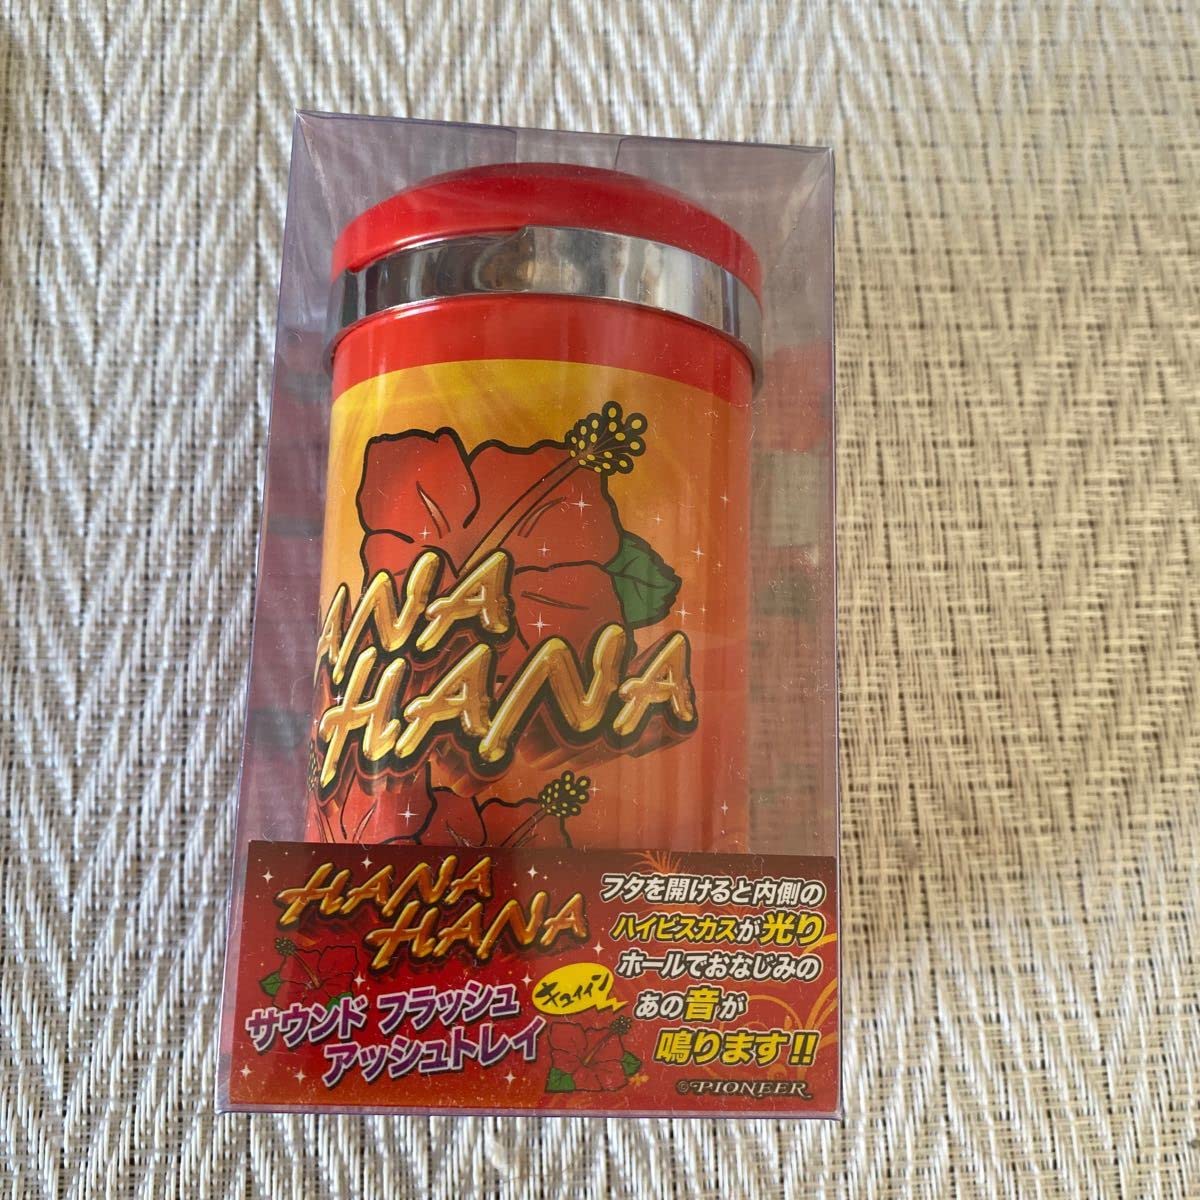 HANA
HANA
HANA
HANA
サウンド フラッシュ
アッシュトレイ
キュイイン
フタを開けると内側の
ハイビスカスが光り
ホールでおなじみの
あの音が
鳴ります!!
©PIONEER